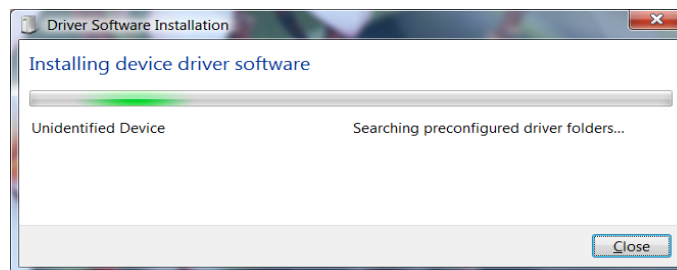 Driver Software Installation
Installing device driver software
Unidentified Device Searching preconfigured driver folders...
Close